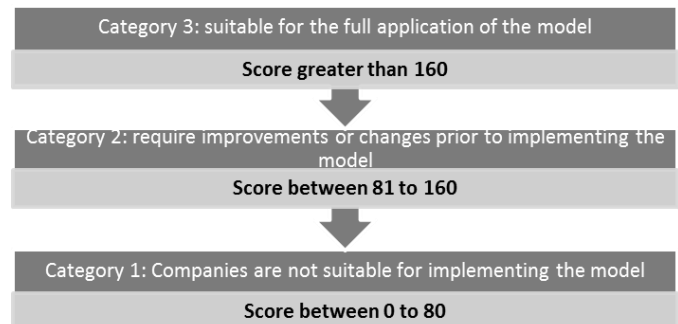 Category 3: suitable for the full application of the model
Score greater than 160
Category 2: require improvements or changes prior to implementing the
model
Score between 81 to 160
Category 1: Companies are not suitable for implementing the model
Score between 0 to 80